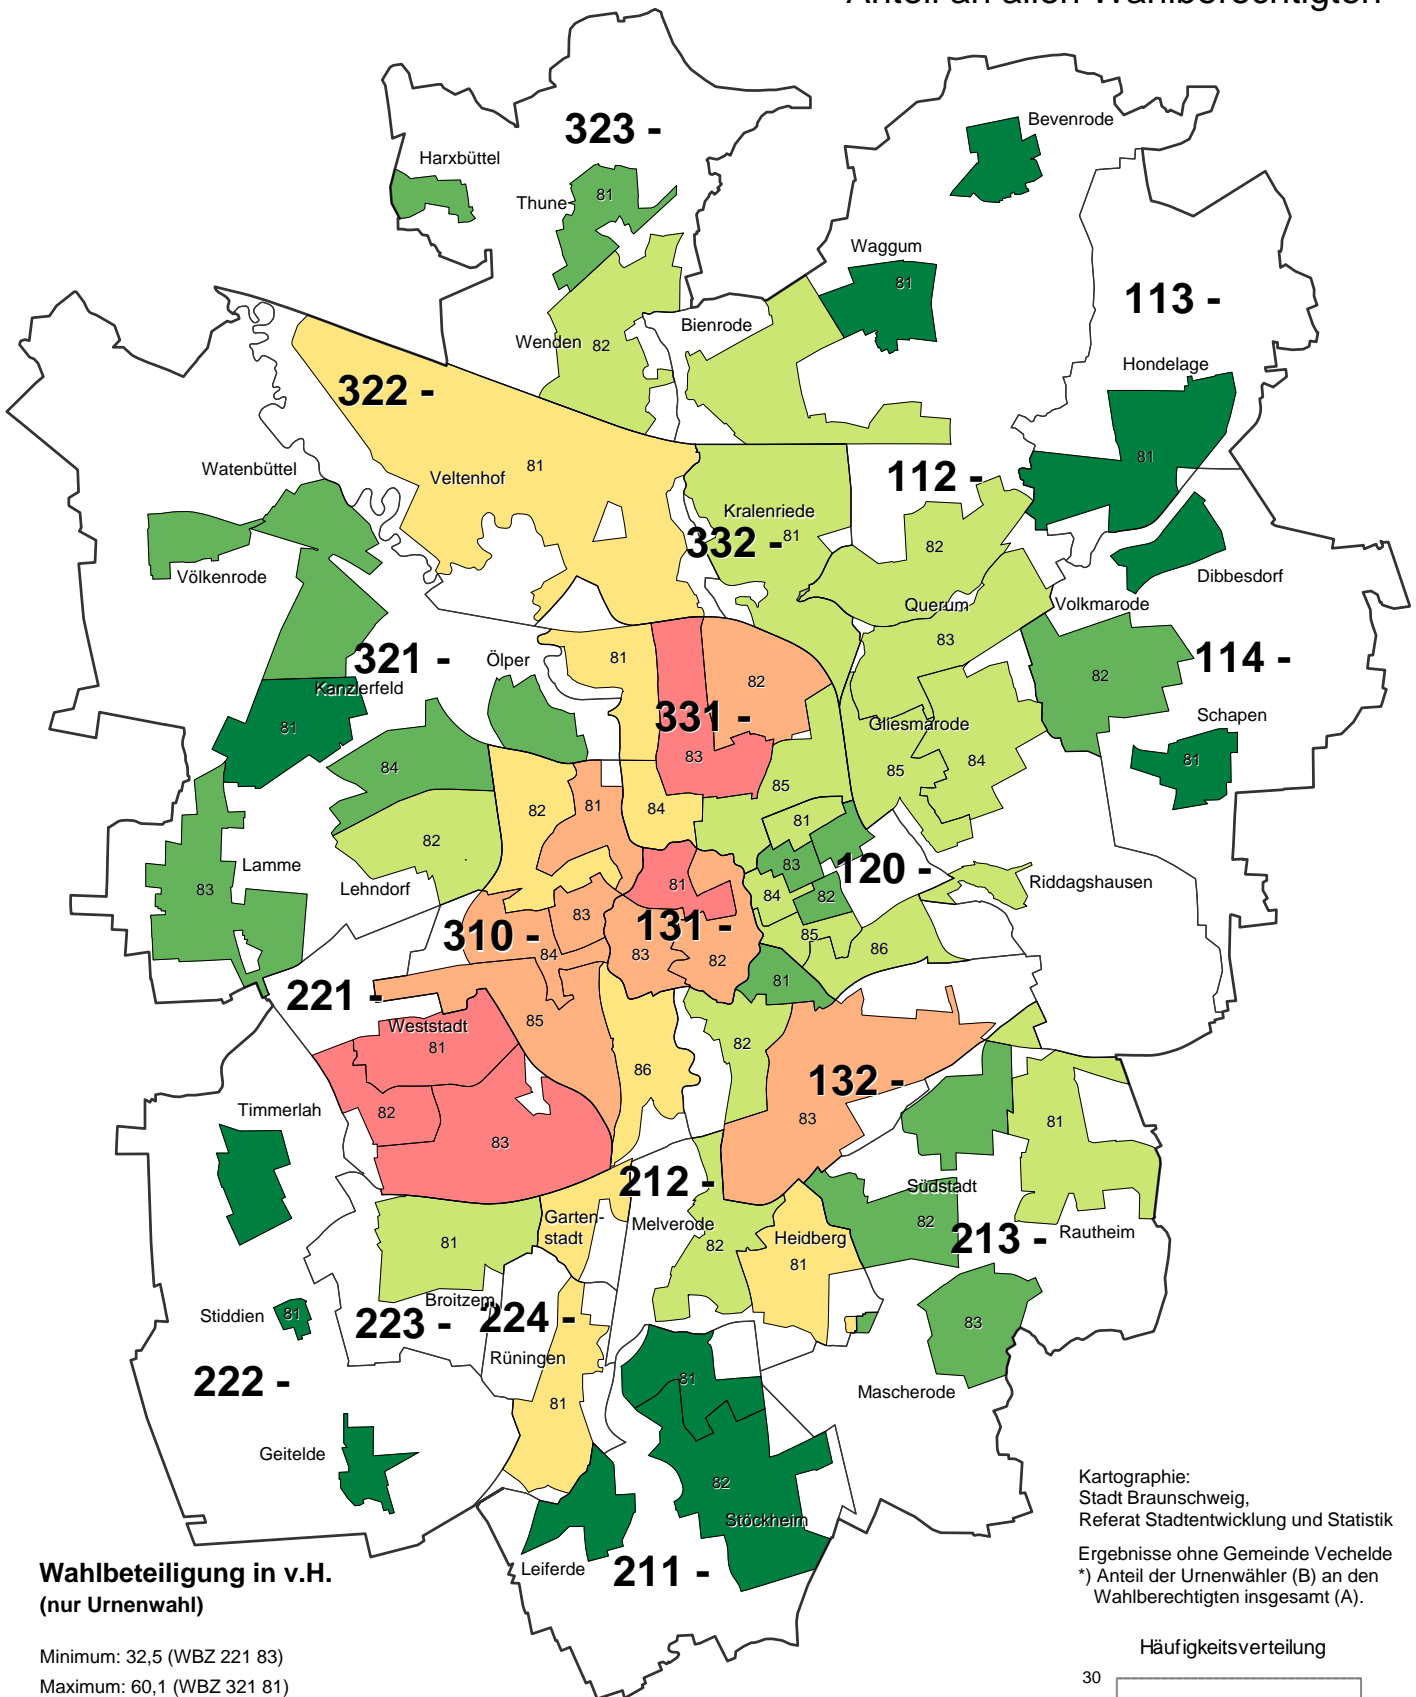 Anteil an allen Wahlberechtigten
323 -
Bevenrode
Harxbüttel
81
Thune
Waggum
81
113 -
Bienrode
Wenden 82
Hondelage
322 -
81
Watenbüttel
Veltenhof
81
112 -
Kralenriede
332 - 81
82
Völkenrode
Dibbesdorf
Querum
Volkmarode
83
321 -
Ölper
81
114 -
82
82
Kanzlerfeld
331 -
Schapen
81
Gliesmarode
83
84
85
84
81
85
82
81
84
81
82
Lamme
83
120 -
83
Lehndorf
81
84
82
Riddagshausen
310 -
83
131 -
85
84
83
82
86
221 -
81
Weststadt
85
81
82
86
132 -
Timmerlah
82
83
81
83
212 -
Südstadt
Garten-
stadt
Melverode
82
213 -
Rautheim
81
82
Heidberg
81
Broitzem
Stiddien
81
223 -
224 -
83
Rüningen
222 -
81
Mascherode
81
Geitelde
82
Stöckheim
Leiferde
211 -
Kartographie:
Stadt Braunschweig,
Referat Stadtentwicklung und Statistik
Ergebnisse ohne Gemeinde Vechelde
*) Anteil der Urnenwähler (B) an den
Wahlberechtigten insgesamt (A).
Wahlbeteiligung in v.H.
(nur Urnenwahl)
Minimum: 32,5 (WBZ 221 83)
Maximum: 60,1 (WBZ 321 81)
Häufigkeitsverteilung
30